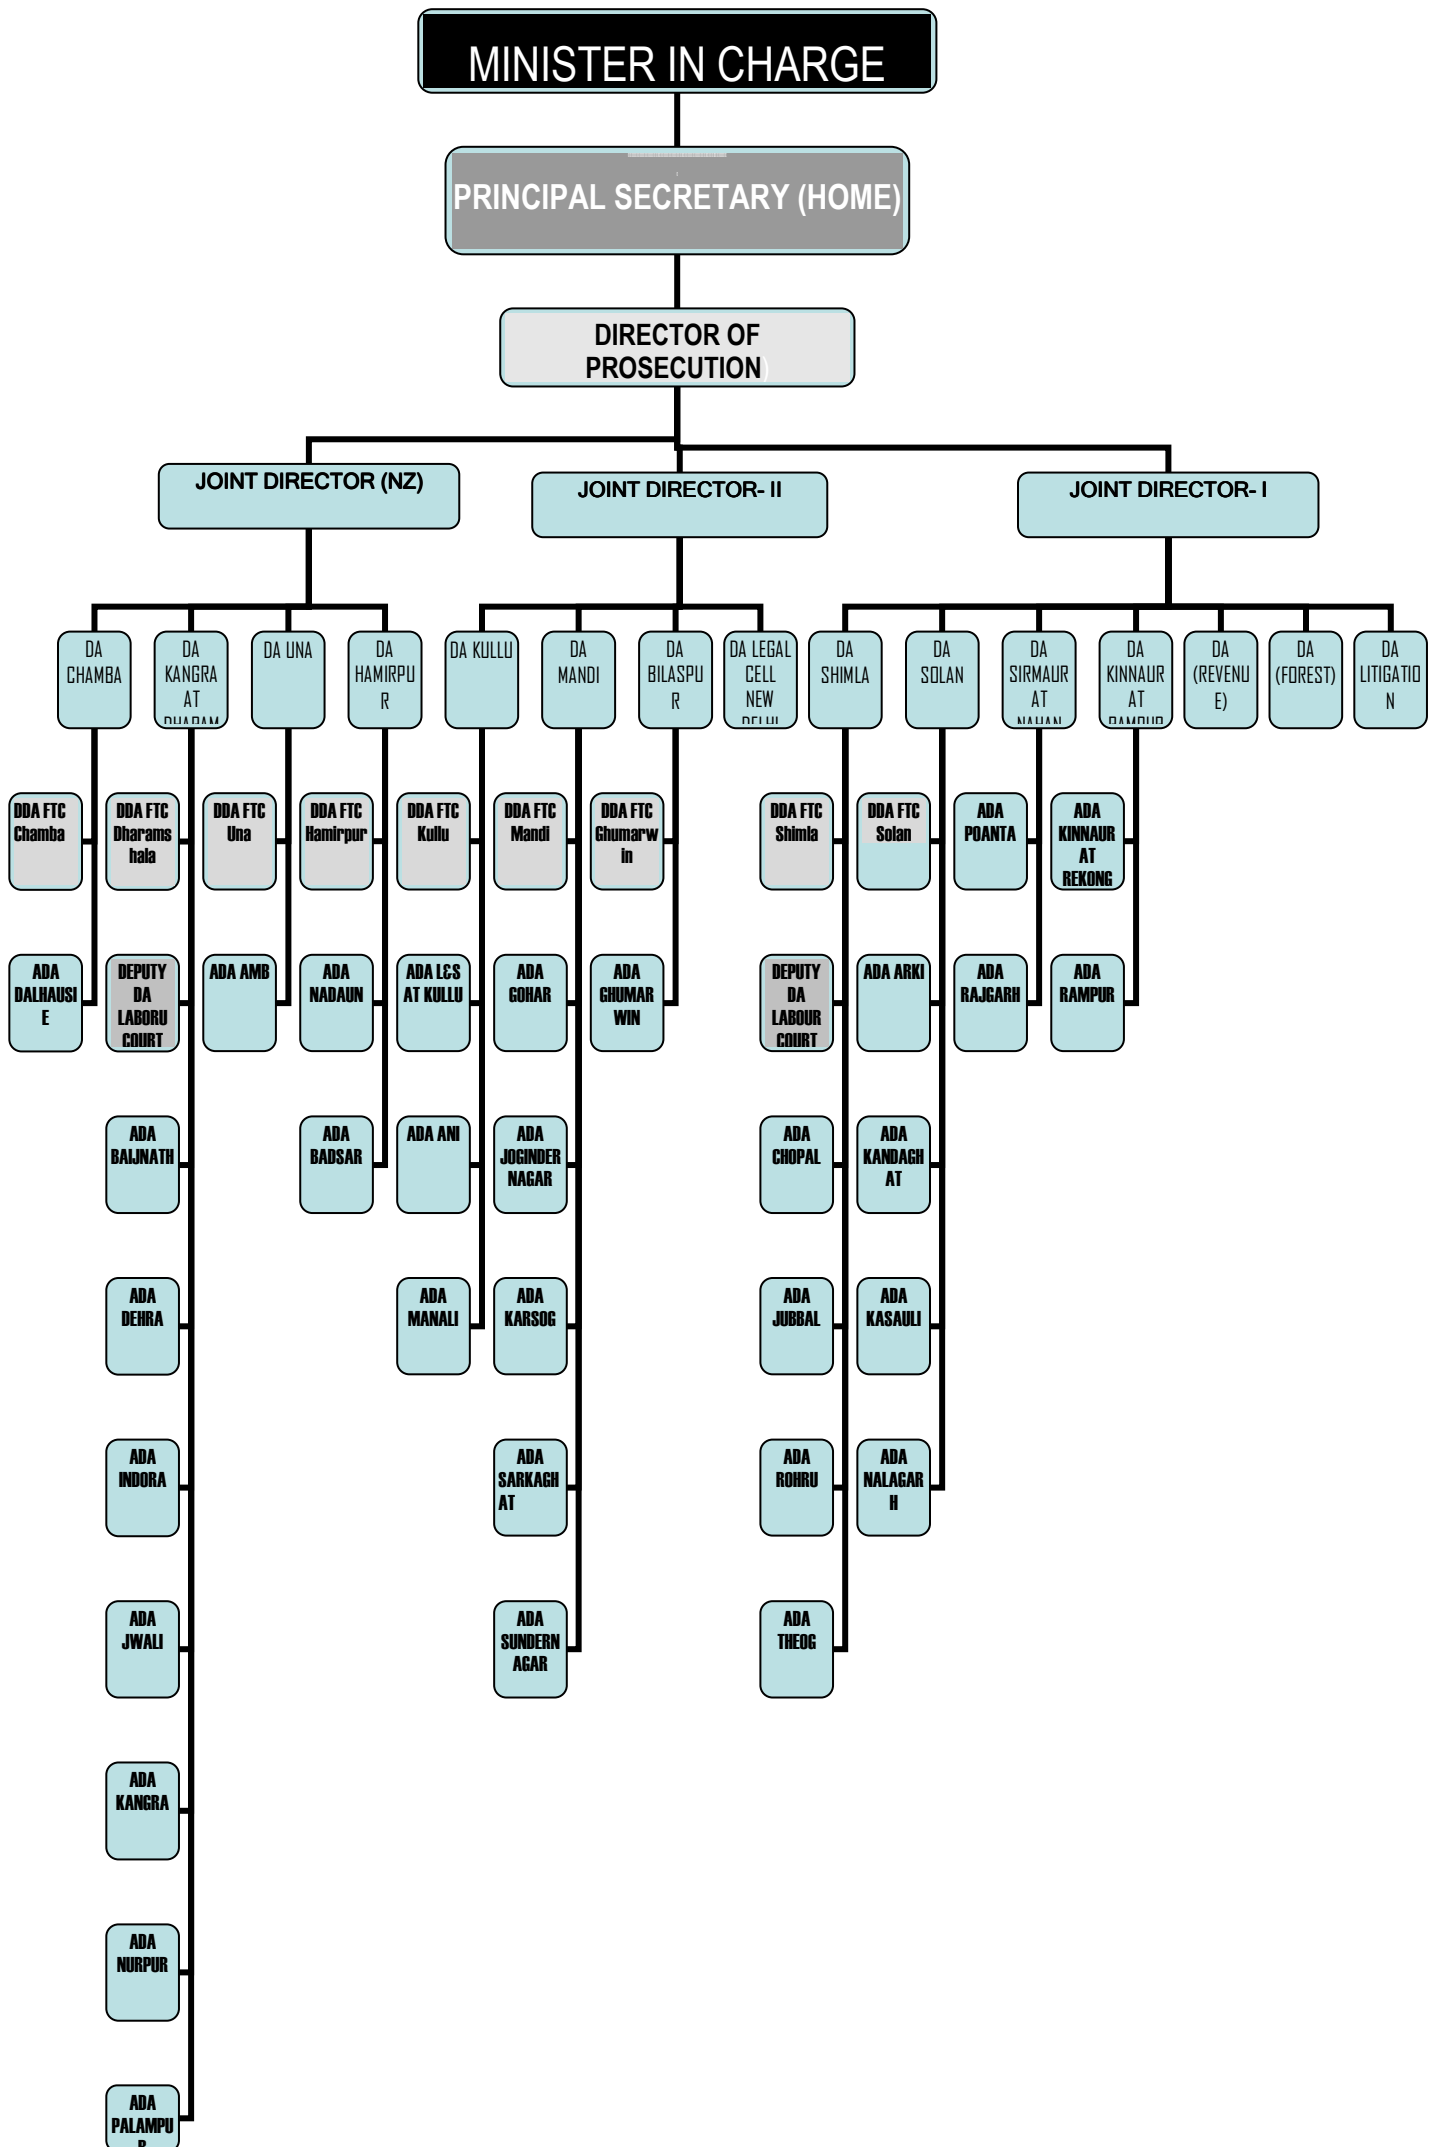 MINISTER IN CHARGE
PRINCIPAL SECRETARY (HOME)
DIRECTOR OF
PROSECUTION)
JOINT DIRECTOR (NZ)
JOINT DIRECTOR- II
JOINT DIRECTOR- I
DA
CHAMBA
DA
KANGRA
AT
DHARAM
DA UNA
DA
HAMIRPU
R
DA KULLU
DA
MANDI
DA
BILASPU
R
DA LEGAL
CELL
NEW
DELHI
DA
SHIMLA
DA
SOLAN
DA
SIRMAUR
AT
NAHAN
DA
KINNAUR
AT
RAMPUR
DA
(REVENU
E)
DA
(FOREST)
DA
LITIGATIO
N
DDA FTC
Chamba
DDA FTC
Dharams
hala
DDA FTC
Una
DDA FTC
Hamirpur
DDA FTC
Kullu
DDA FTC
Mandi
DDA FTC
Ghumarw
in
DDA FTC
Shimla
DDA FTC
Solan
ADA
POANTA
ADA
KINNAUR
AT
REKONG
ADA
DALHAUSI
E
DEPUTY
DA
LABORU
COURT
ADA AMB
ADA
NADAUN
ADA L&S
AT KULLU
ADA
GOHAR
ADA
GHUMAR
WIN
DEPUTY
DA
LABOUR
COURT
ADA ARKI
ADA
RAJGARH
ADA
RAMPUR
ADA
BAIJNATH
ADA
BADSAR
ADA ANI
ADA
JOGINDER
NAGAR
ADA
CHOPAL
ADA
KANDAGH
AT
ADA
DEHRA
ADA
MANALI
ADA
KARSOG
ADA
JUBBAL
ADA
KASAULI
ADA
INDORA
ADA
SARKAGH
AT
ADA
ROHRU
ADA
NALAGAR
H
ADA
JWALI
ADA
SUNDERN
AGAR
ADA
THEOG
ADA
KANGRA
ADA
NURPUR
ADA
PALAMPU
R